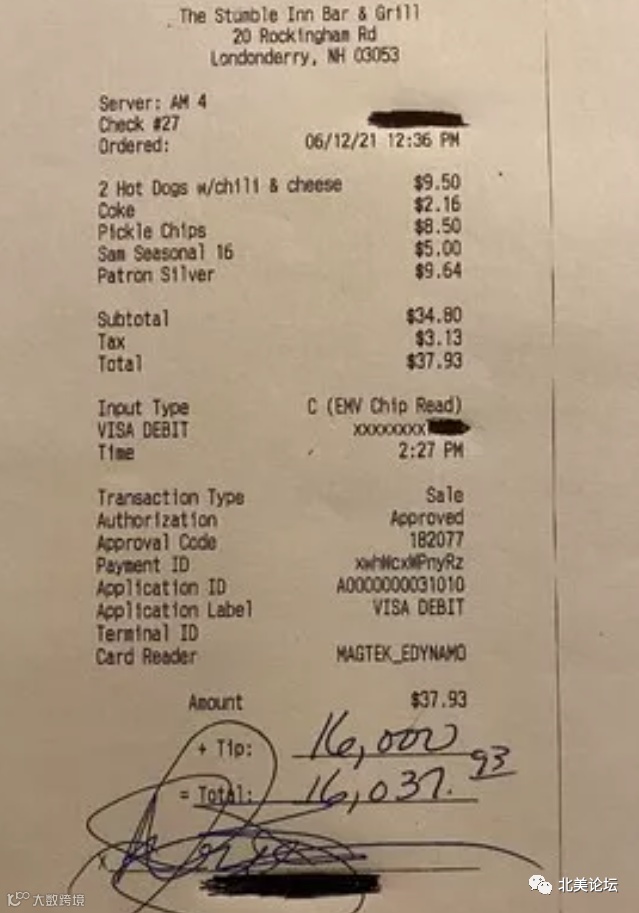 The Stumble Inn Bar & Grill
20 Rockingham Rd
Londonderry, NH 03053
Server: AM 4
Check #27
Ordered: 06/12/21 12:36 PM
2 Hot Dogs w/chili & cheese $9.50
Coke $2.16
Pickle Chips $8.50
Sam Seasonal 16 $5.00
Patron Silver $9.64
Subtotal $34.80
Tax $3.13
Total $37.93
Input Type C (EMV Chip Read)
VISA DEBIT xxxxxxxx
Time 2:27 PM
Transaction Type Sale
Authorization Approved
Approval Code 182077
Payment ID xwhWcxWPnyRz
Application ID A0000000031010
Application Label VISA DEBIT
Terminal ID
Card Reader MAGTEK_EDYNAMO
Amount $37.93
+ Tip: 16,000
= Total: 16,037.93
x
北美论坛
大数跨境